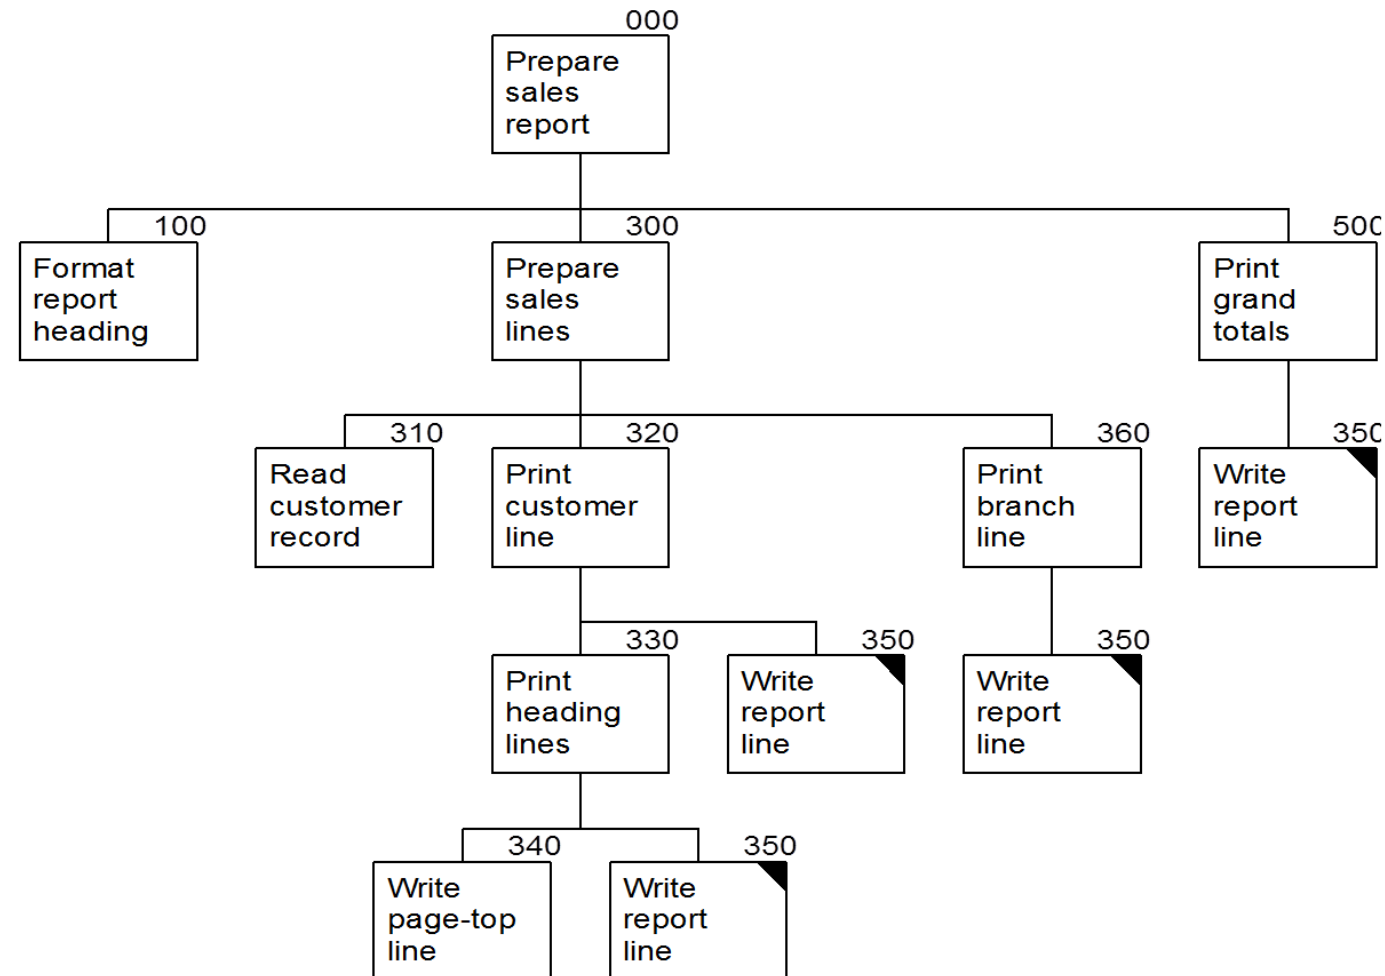 000
Prepare
sales
report
100
Format
report
heading
300
Prepare
sales
lines
500
Print
grand
totals
310
Read
customer
record
320
Print
customer
line
360
Print
branch
line
350
Write
report
line
330
Print
heading
lines
350
Write
report
line
350
Write
report
line
340
Write
page-top
line
350
Write
report
line